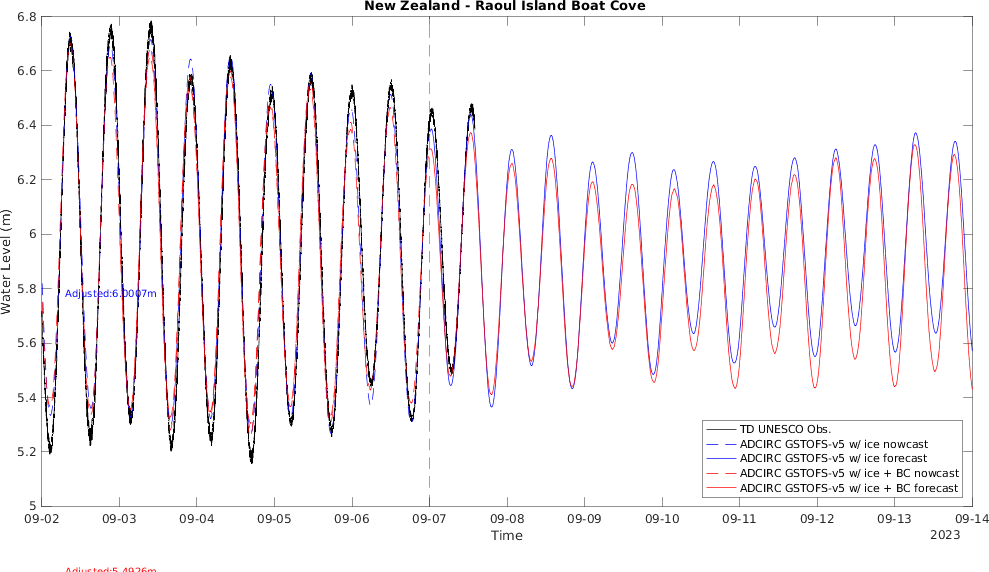 New Zealand - Raoul Island Boat Cove
6.8
6.6
6.4
6.2
6
5.8
5.6
5.4
5.2
5
Water Level (m)
Adjusted:6.0007m
TD UNESCO Obs.
ADCIRC GSTOFS-v5 w/ ice nowcast
ADCIRC GSTOFS-v5 w/ ice forecast
ADCIRC GSTOFS-v5 w/ ice + BC nowcast
ADCIRC GSTOFS-v5 w/ ice + BC forecast
09-02 09-03 09-04 09-05 09-06 09-07 09-08 09-09 09-10 09-11 09-12 09-13 09-14
Time
2023
Adjusted:5.4926m